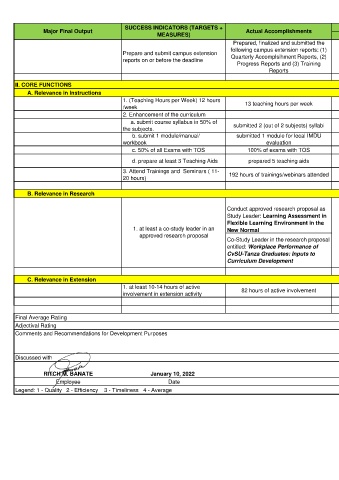 Major Final Output
SUCCESS INDICATORS (TARGETS +
MEASURES)
Actual Accomplishments
Prepare and submit campus extension
reports on or before the deadline
Prepared, finalized and submitted the
following campus extension reports: (1)
Quarterly Accomplishment Reports, (2)
Progress Reports and (3) Training
Reports
II. CORE FUNCTIONS
A. Relevance in Instructions
1. (Teaching Hours per Week) 12 hours
/week
13 teaching hours per week
2. Enhancement of the curriculum
a. submit course syllabus in 50% of
the subjects.
submitted 2 (out of 2 subjects) syllabi
b. submit 1 module/manual/
workbook
submitted 1 module for local IMDU
evaluation
c. 50% of all Exams with TOS
100% of exams with TOS
d. prepare at least 3 Teaching Aids
prepared 5 teaching aids
3. Attend Trainings and Seminars ( 11-
20 hours)
192 hours of trainings/webinars attended
B. Relevance in Research
1. at least a co-study leader in an
approved research proposal
Conduct approved research proposal as
Study Leader: Learning Assessment in
Flexible Learning Environment in the
New Normal
Co-Study Leader in the research proposal
entitled: Workplace Performance of
CvSU-Tanza Graduates: Inputs to
Curriculum Development
C. Relevance in Extension
1. at least 10-14 hours of active
involvement in extension activity
82 hours of active involvement
Final Average Rating
Adjectival Rating
Comments and Recommendations for Development Purposes
Discussed with
RITCH M. BANATE
January 10, 2022
Employee
Date
Legend: 1 - Quality 2 - Efficiency 3 - Timeliness 4 - Average